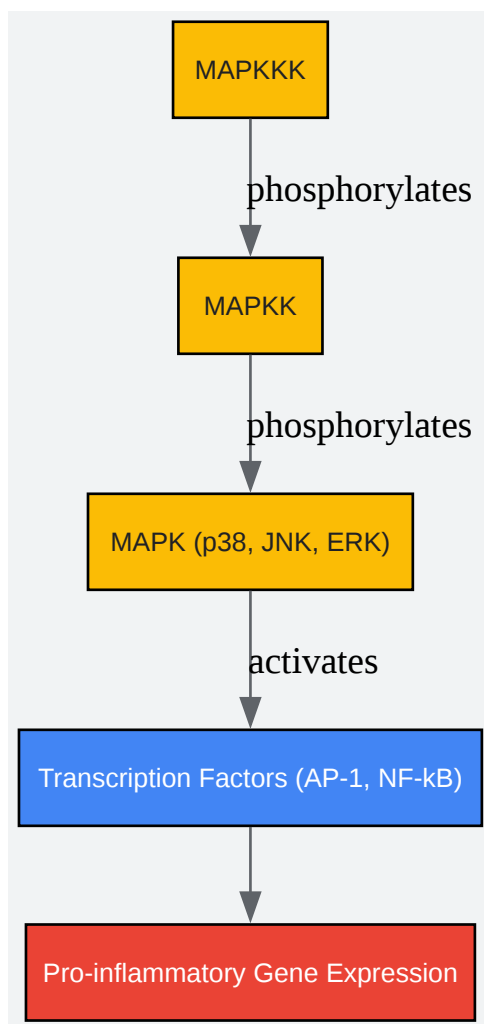 MAPKKK
phosphorylates
MAPKK
phosphorylates
MAPK (p38, JNK, ERK)
activates
Transcription Factors (AP-1, NF-kB)
Pro-inflammatory Gene Expression